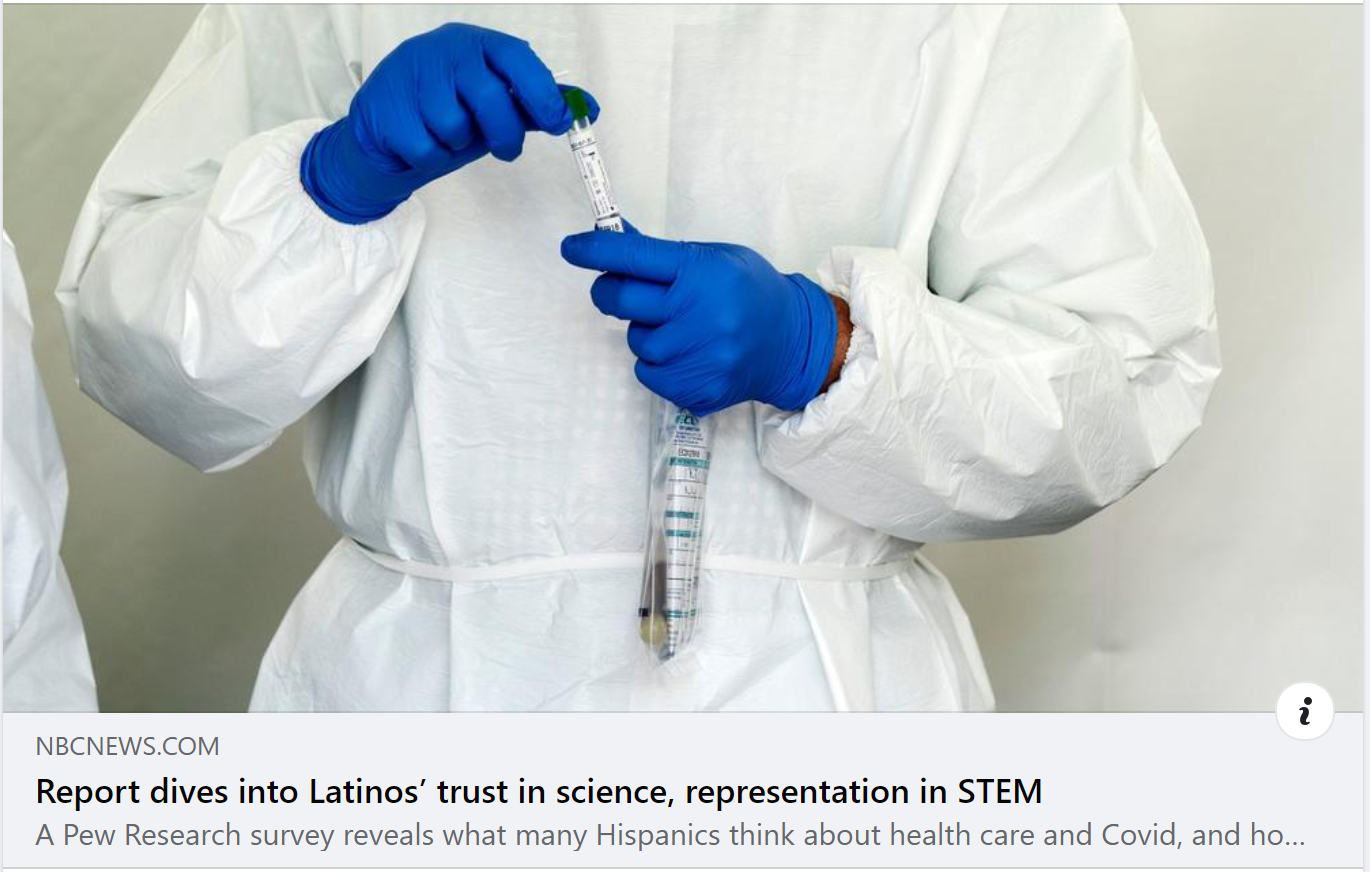 NBCNEWS.COM
Report dives into Latinos’ trust in science, representation in STEM
A Pew Research survey reveals what many Hispanics think about health care and Covid, and ho...